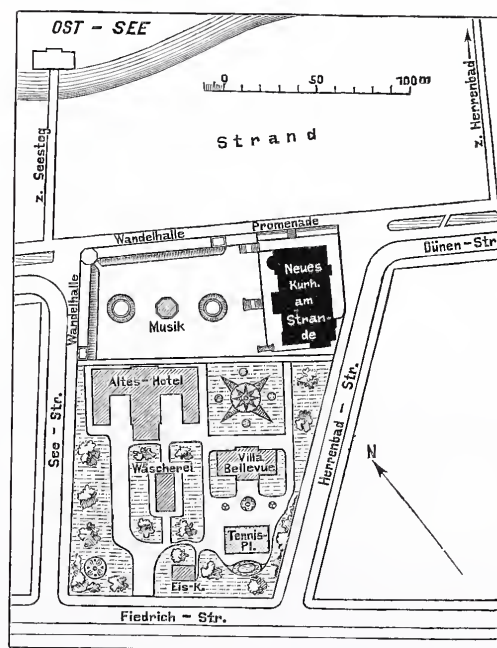 OST – SEE
0 50 100 m
z. Herrenbad
z. Seesteg
Strand
Wandelhalle
Promenade
Dünen-Str.
Neues
Kurh.
am
Stran-
de
Wandelhalle
Musik
Altes-Hotel
See – Str.
Herrenbad – Str.
Wäscherei
Villa
Bellevue
N
Tennis-
Pl.
Eis-K.
Fiedrich – Str.